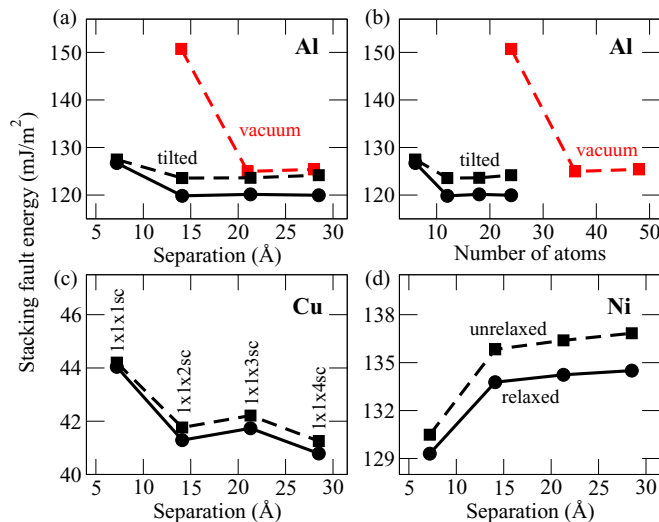 (a)
Al
(b)
Al
150
140
130
120
150
140
130
120
vacuum
tilted
tilted
vacuum
5 10 15 20 25 30
10 20 30 40 50
Separation (Å)
Number of atoms
Stacking fault energy (mJ/m²)
(c)
Cu
(d)
Ni
46
44
42
40
138
135
132
129
1x1x1sc
1x1x2sc
1x1x3sc
1x1x4sc
unrelaxed
relaxed
5 10 15 20 25 30
5 10 15 20 25 30
Separation (Å)
Separation (Å)